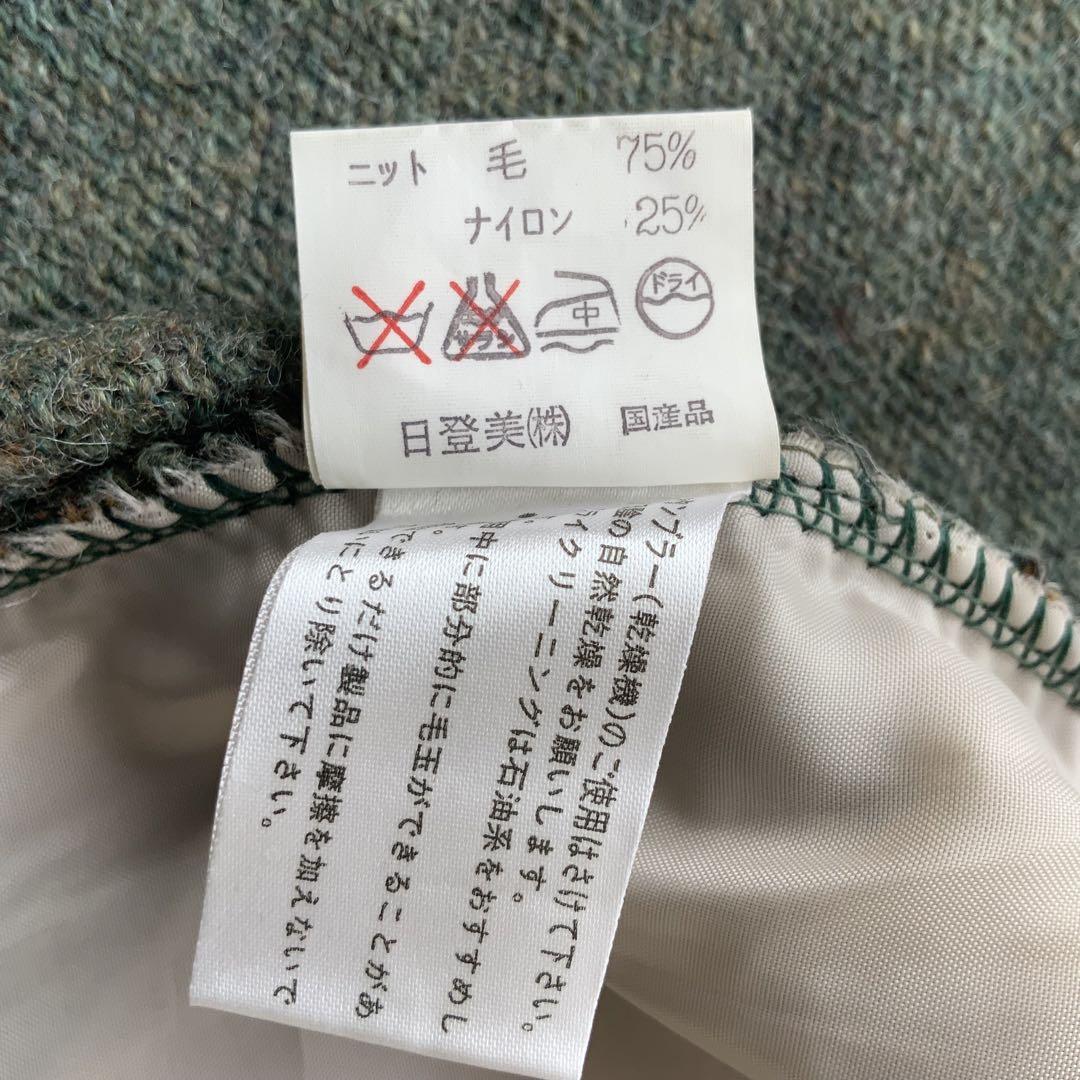 ニット 毛 75%
ナイロン 25%
中
ドライ
日登美(株) 国産品
ンブラー(乾燥機)のご使用はさけて下さい。
陰の自然乾燥をお願いします。
ライクリーニングは石油系をおすすめし
用中に部分的に毛玉ができることがあ
できるだけ製品に摩擦を加えないで
にとり除いて下さい。